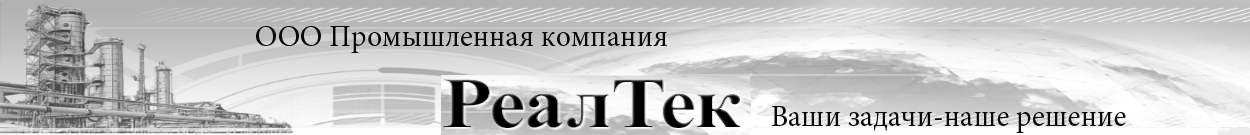 ООО Промышленная компания
РеалТек
Ваши задачи-наше решение